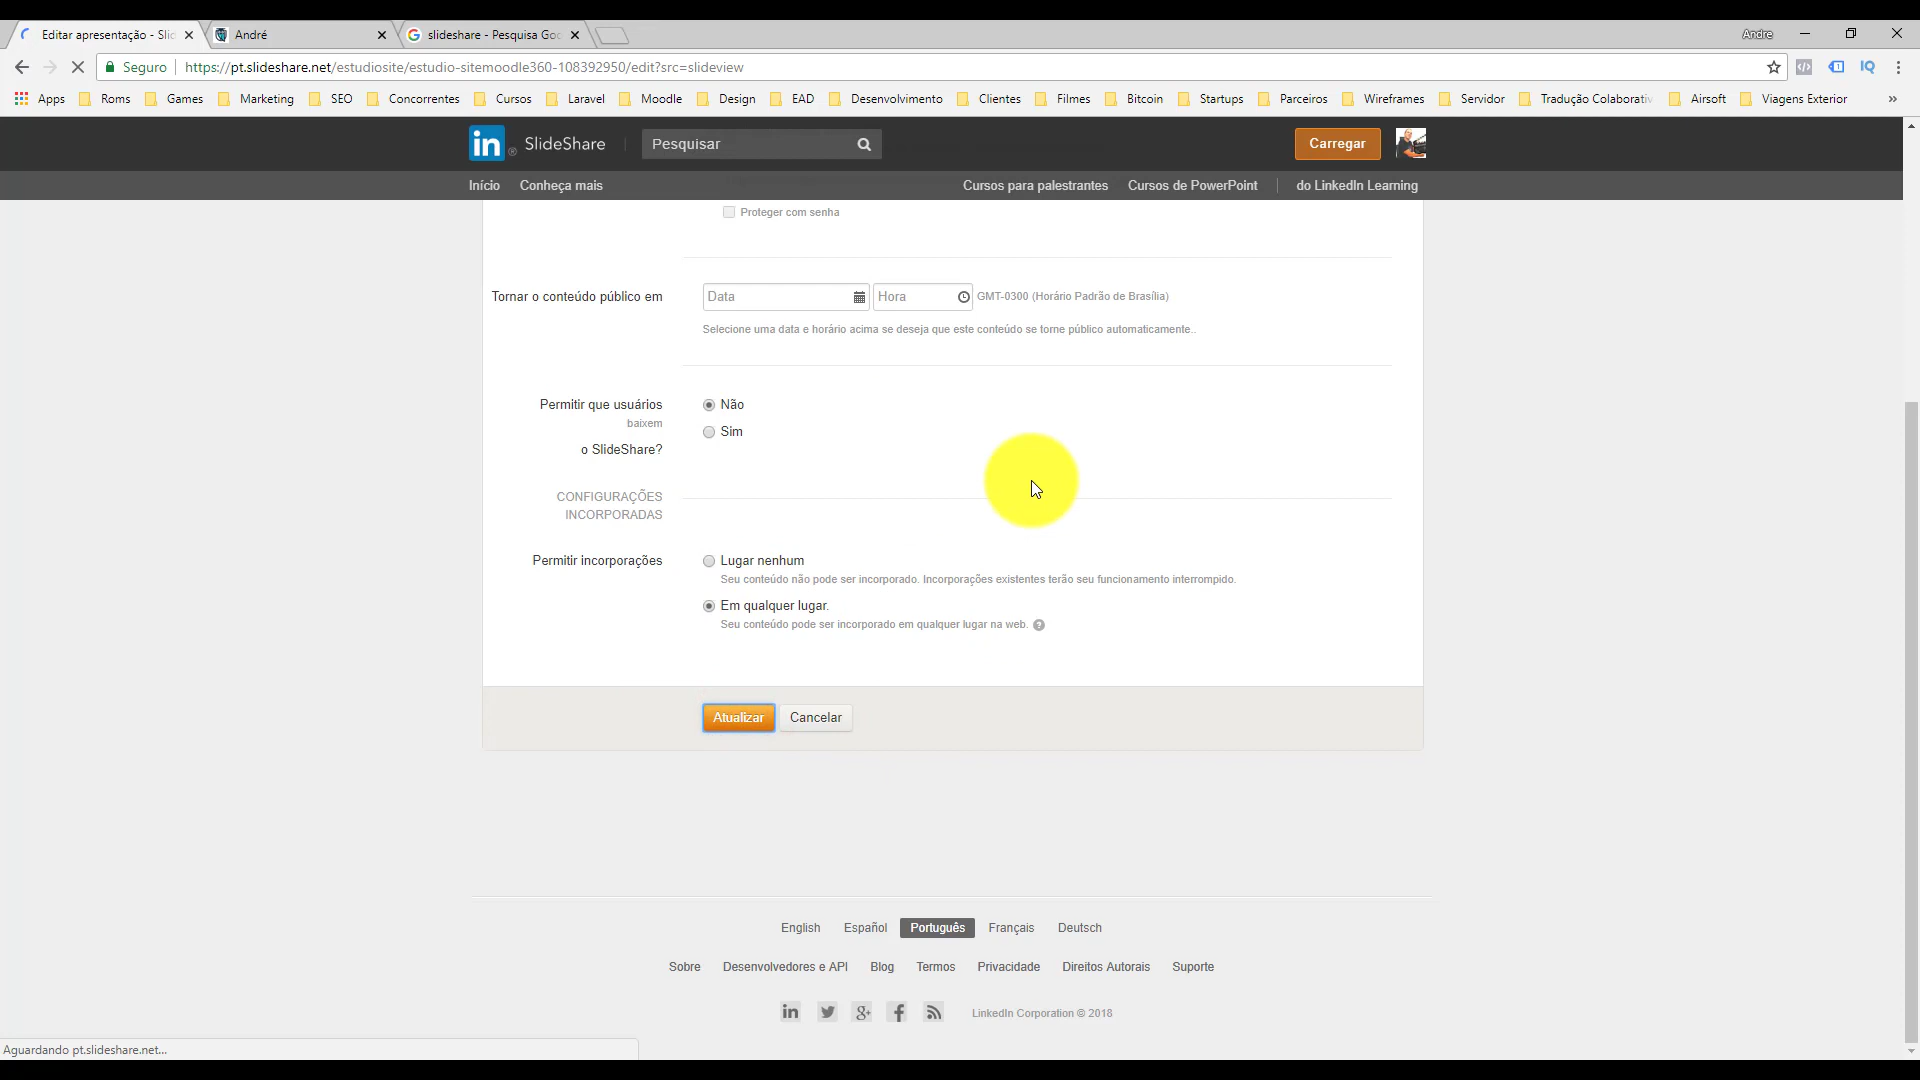 Editar apresentação - Slid
André
slideshare - Pesquisa Goo
Andre
Seguro
https://pt.slideshare.net/estudiosite/estudio-sitemoodle360-108392950/edit?src=slideview
Apps Roms Games Marketing SEO Concorrentes Cursos Laravel Moodle Design EAD Desenvolvimento Clientes Filmes Bitcoin Startups Parceiros Wireframes Servidor Tradução Colaborativ Airsoft Viagens Exterior »
in SlideShare
Pesquisar
Carregar
Início Conheça mais Cursos para palestrantes Cursos de PowerPoint do LinkedIn Learning
Proteger com senha
Tornar o conteúdo público em
Data Hora GMT-0300 (Horário Padrão de Brasília)
Selecione uma data e horário acima se deseja que este conteúdo se torne público automaticamente..
Permitir que usuários
baixem
o SlideShare?
Não
Sim
CONFIGURAÇÕES
INCORPORADAS
Permitir incorporações
Lugar nenhum
Seu conteúdo não pode ser incorporado. Incorporações existentes terão seu funcionamento interrompido.
Em qualquer lugar.
Seu conteúdo pode ser incorporado em qualquer lugar na web. ?
Atualizar Cancelar
English Español Português Français Deutsch
Sobre Desenvolvedores e API Blog Termos Privacidade Direitos Autorais Suporte
LinkedIn Corporation © 2018
Aguardando pt.slideshare.net...